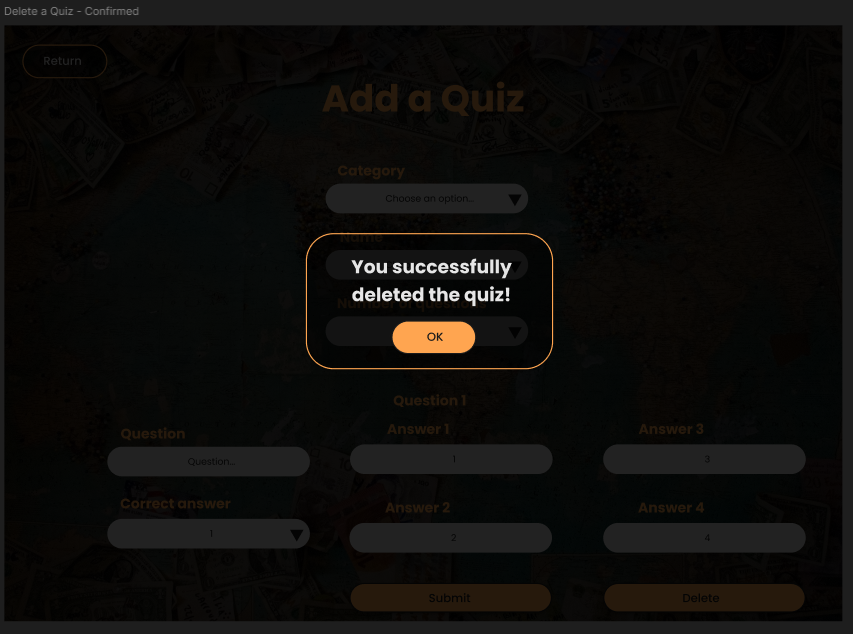 Delete a Quiz - Confirmed
Return
Add a Quiz
Category
Choose an option...
Name
You successfully
deleted the quiz!
OK
Question 1
Question
Answer 1
Answer 3
Question...
1
3
Correct answer
Answer 2
Answer 4
1
2
4
Submit
Delete